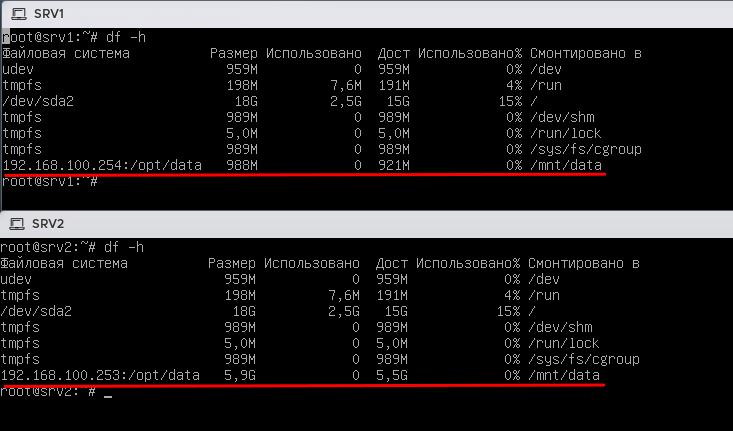 SRV1
root@srv1:~# df -h
Файловая система Размер Использовано Дост Использовано% Смонтировано в
udev 959M 0 959M 0% /dev
tmpfs 198M 7,6M 191M 4% /run
/dev/sda2 18G 2,5G 15G 15% /
tmpfs 989M 0 989M 0% /dev/shm
tmpfs 5,0M 0 5,0M 0% /run/lock
tmpfs 989M 0 989M 0% /sys/fs/cgroup
192.168.100.254:/opt/data 988M 0 921M 0% /mnt/data
root@srv1:~#
SRV2
root@srv2:~# df -h
Файловая система Размер Использовано Дост Использовано% Смонтировано в
udev 959M 0 959M 0% /dev
tmpfs 198M 7,6M 191M 4% /run
/dev/sda2 18G 2,5G 15G 15% /
tmpfs 989M 0 989M 0% /dev/shm
tmpfs 5,0M 0 5,0M 0% /run/lock
tmpfs 989M 0 989M 0% /sys/fs/cgroup
192.168.100.253:/opt/data 5,9G 0 5,5G 0% /mnt/data
root@srv2: # _